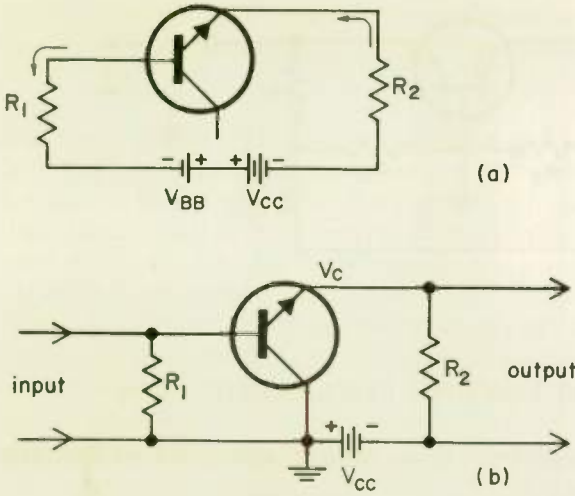 R1
R2
- + + -
VBB VCC
(a)
VC
input
R1
R2
output
+ -
VCC
(b)